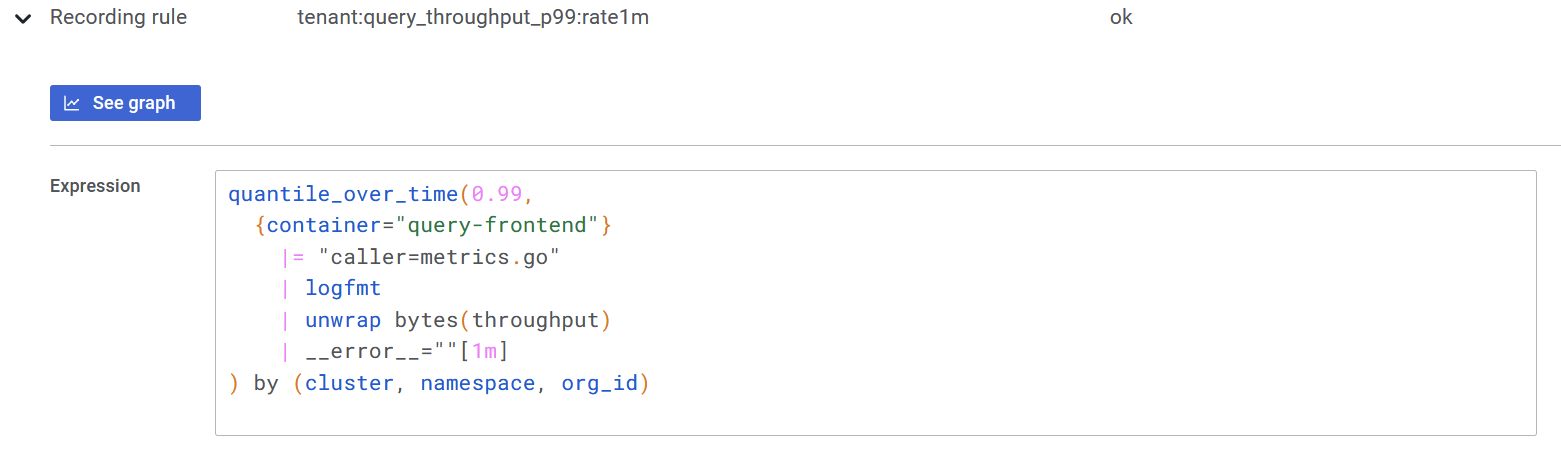 Recording rule tenant:query_throughput_p99:rate1m ok
See graph
Expression
quantile_over_time(0.99,
{container="query-frontend"}
|= "caller=metrics.go"
| logfmt
| unwrap bytes(throughput)
| __error__=""[1m]
) by (cluster, namespace, org_id)